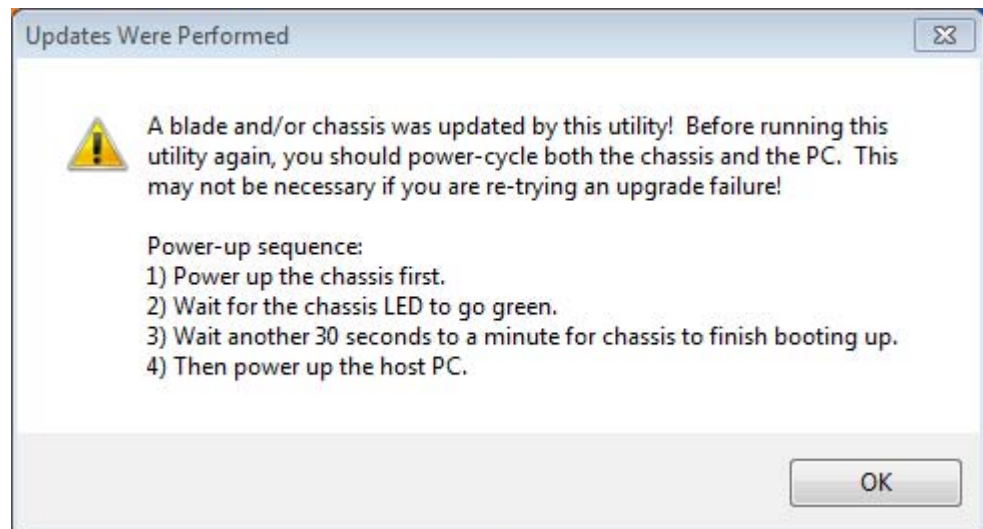 Updates Were Performed
A blade and/or chassis was updated by this utility!  Before running this
utility again, you should power-cycle both the chassis and the PC.  This
may not be necessary if you are re-trying an upgrade failure!
Power-up sequence:
1) Power up the chassis first.
2) Wait for the chassis LED to go green.
3) Wait another 30 seconds to a minute for chassis to finish booting up.
4) Then power up the host PC.
OK